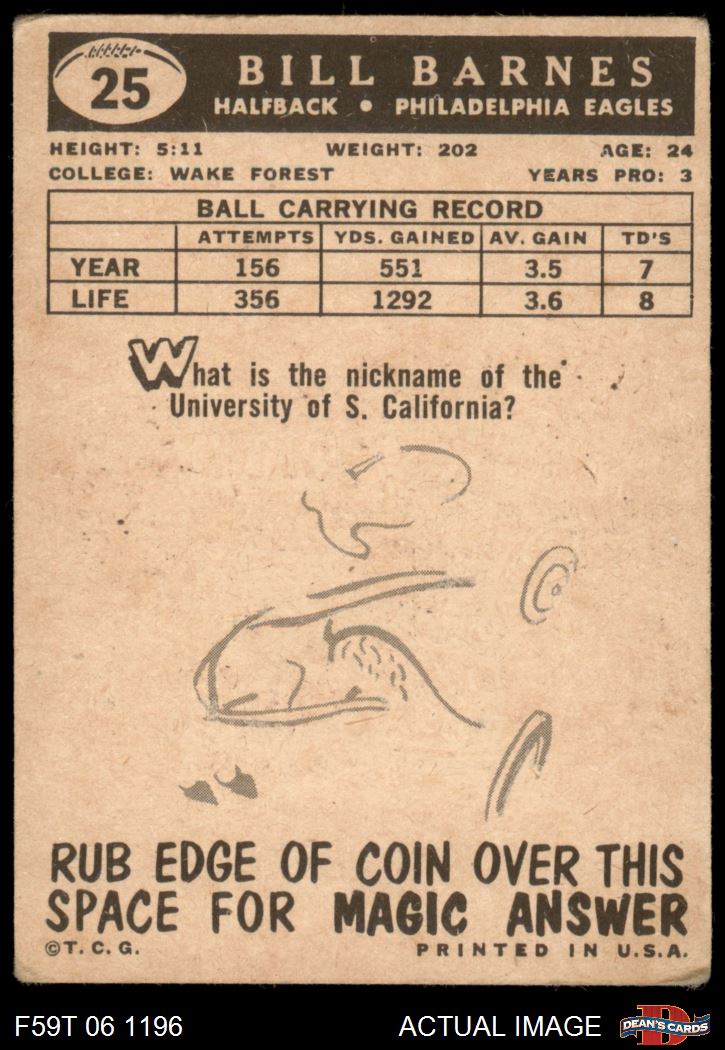 25
BILL BARNES
HALFBACK • PHILADELPHIA EAGLES
HEIGHT: 5:11 WEIGHT: 202 AGE: 24
COLLEGE: WAKE FOREST YEARS PRO: 3
BALL CARRYING RECORD
ATTEMPTS YDS. GAINED AV. GAIN TD'S
YEAR 156 551 3.5 7
LIFE 356 1292 3.6 8
What is the nickname of the
University of S. California?
RUB EDGE OF COIN OVER THIS
SPACE FOR MAGIC ANSWER
©T.C.G. PRINTED IN U.S.A.
F59T 06 1196 ACTUAL IMAGE D DEAN'S CARDS